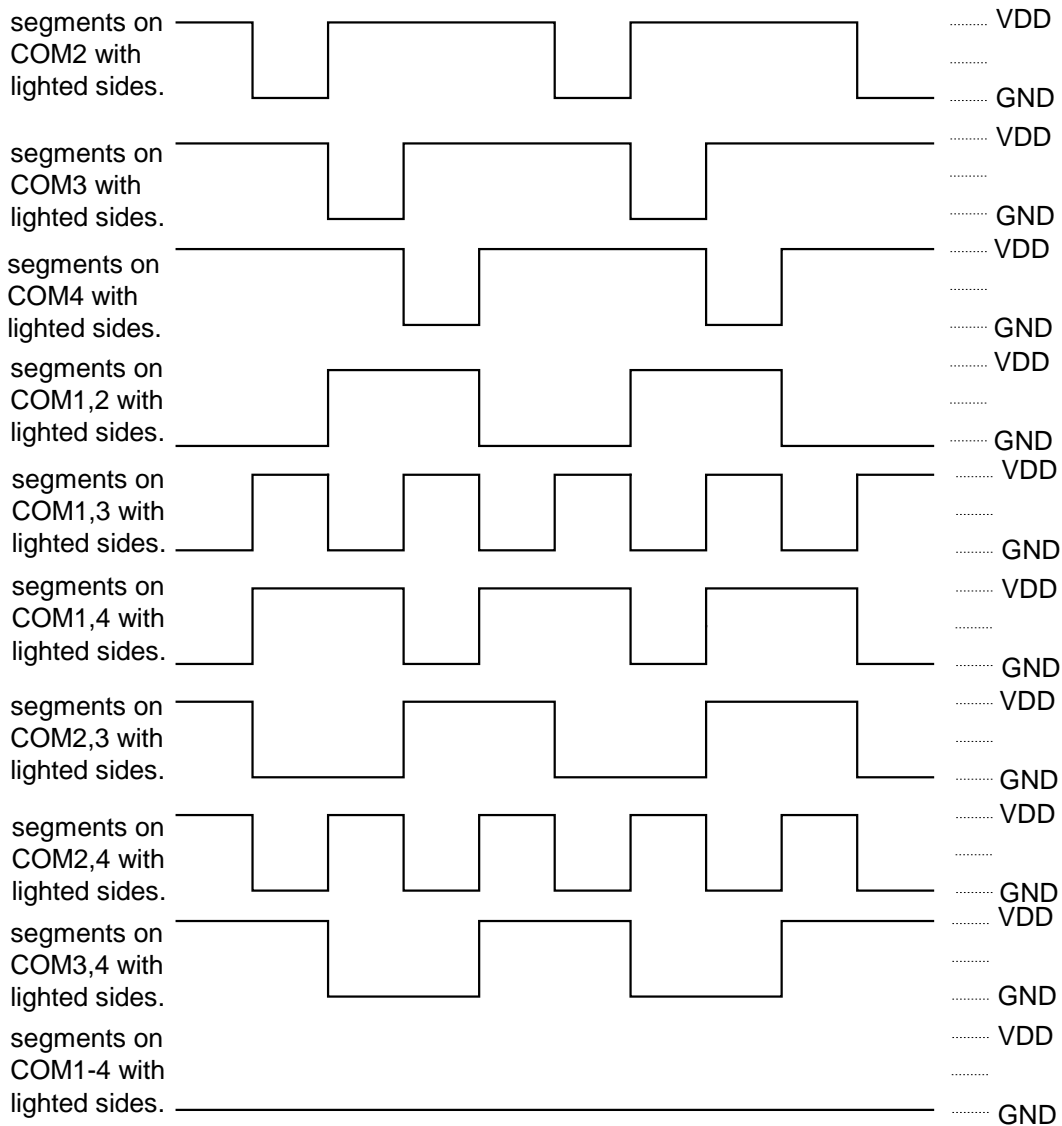 segments on
COM2 with
lighted sides.
VDD
GND
segments on
COM3 with
lighted sides.
VDD
GND
segments on
COM4 with
lighted sides.
VDD
GND
segments on
COM1,2 with
lighted sides.
VDD
GND
segments on
COM1,3 with
lighted sides.
VDD
GND
segments on
COM1,4 with
lighted sides.
VDD
GND
segments on
COM2,3 with
lighted sides.
VDD
GND
segments on
COM2,4 with
lighted sides.
VDD
GND
segments on
COM3,4 with
lighted sides.
VDD
GND
segments on
COM1-4 with
lighted sides.
VDD
GND